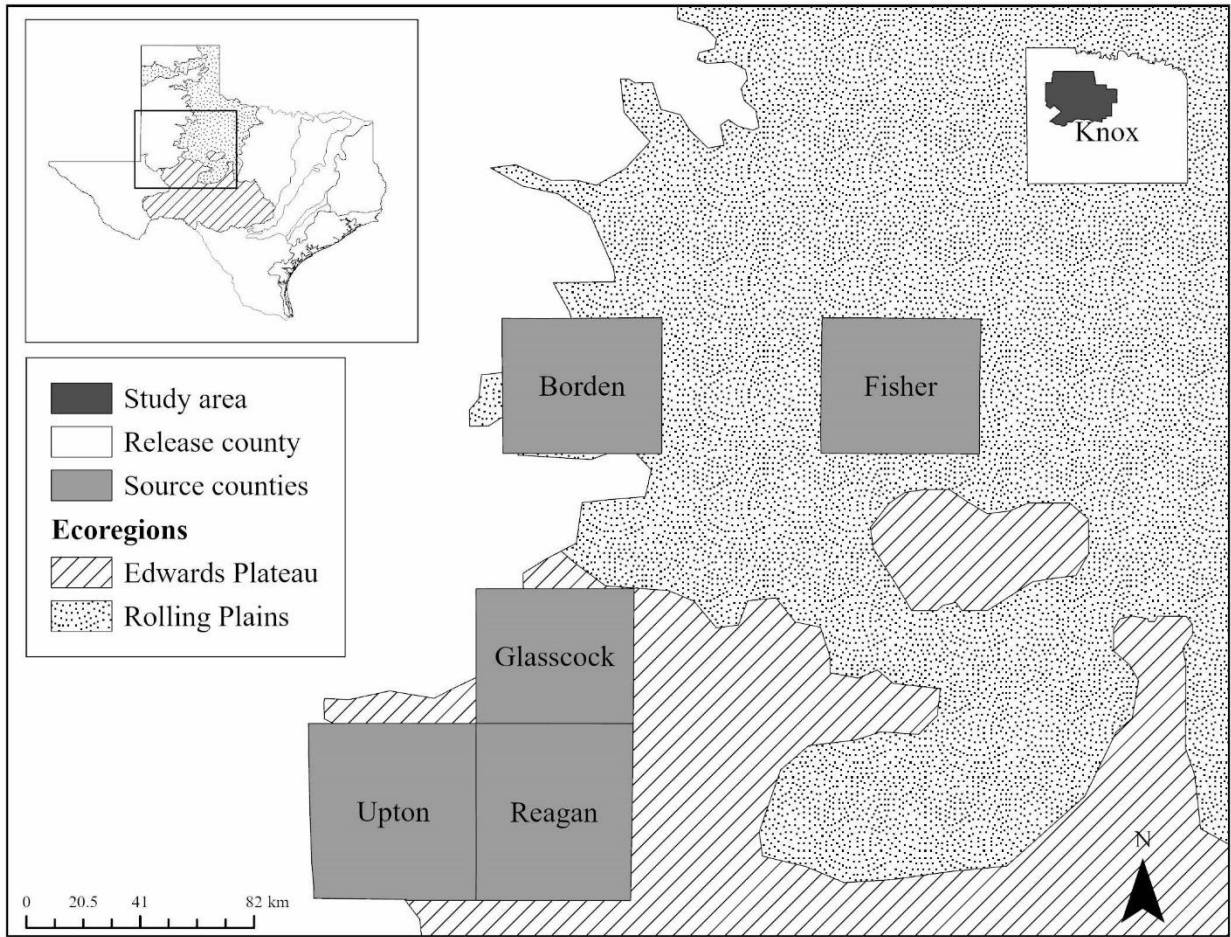 Knox
Borden
Fisher
Study area
Release county
Source counties
Ecoregions
Edwards Plateau
Rolling Plains
Glasscock
Upton
Reagan
N
0 20.5 41 82 km